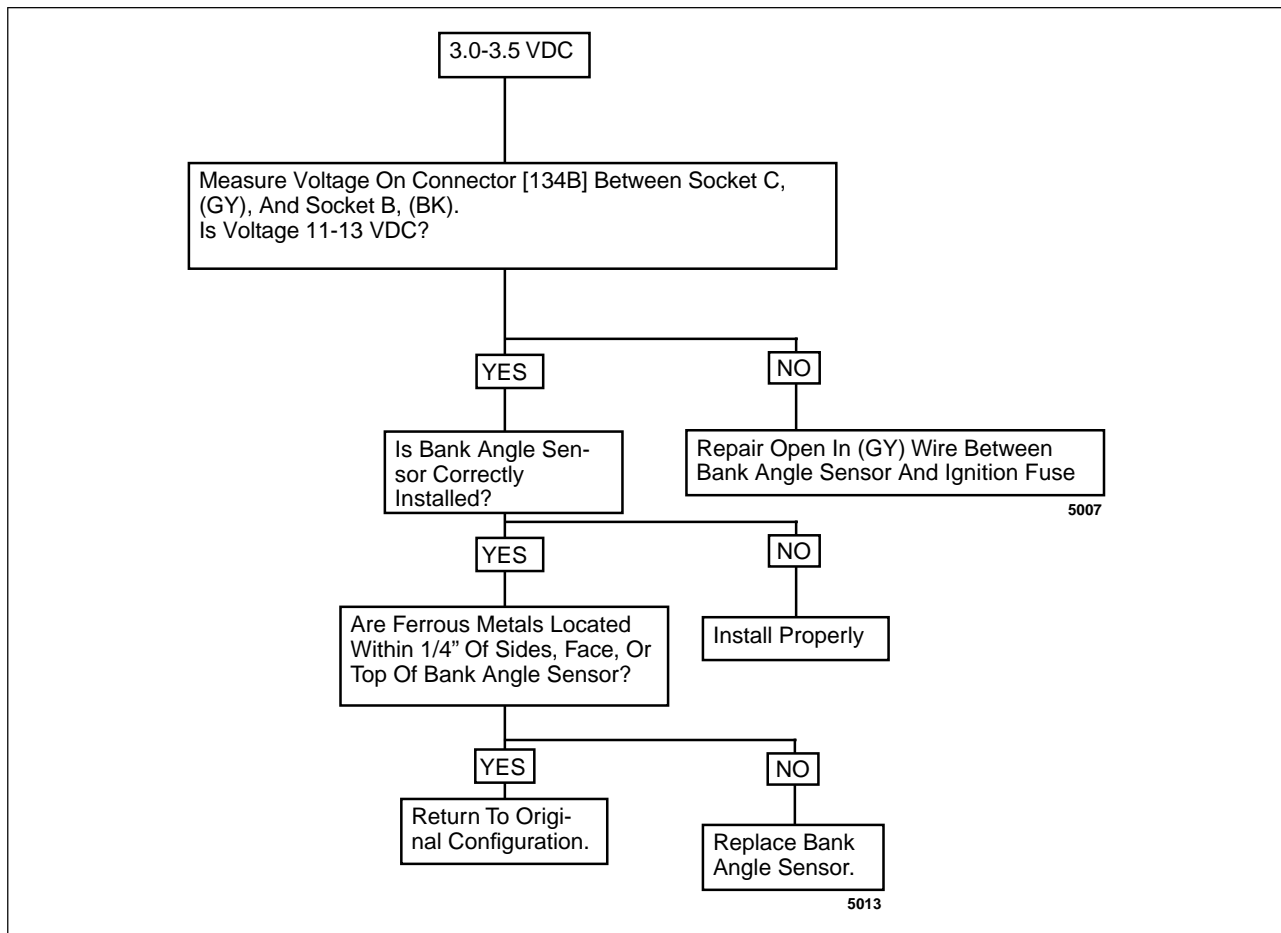 3.0-3.5 VDC
Measure Voltage On Connector [134B] Between Socket C,
(GY), And Socket B, (BK).
Is Voltage 11-13 VDC?
YES
NO
Is Bank Angle Sen-
sor Correctly
Installed?
Repair Open In (GY) Wire Between
Bank Angle Sensor And Ignition Fuse
5007
YES
NO
Are Ferrous Metals Located
Within 1/4” Of Sides, Face, Or
Top Of Bank Angle Sensor?
Install Properly
YES
NO
Return To Origi-
nal Configuration.
Replace Bank
Angle Sensor.
5013